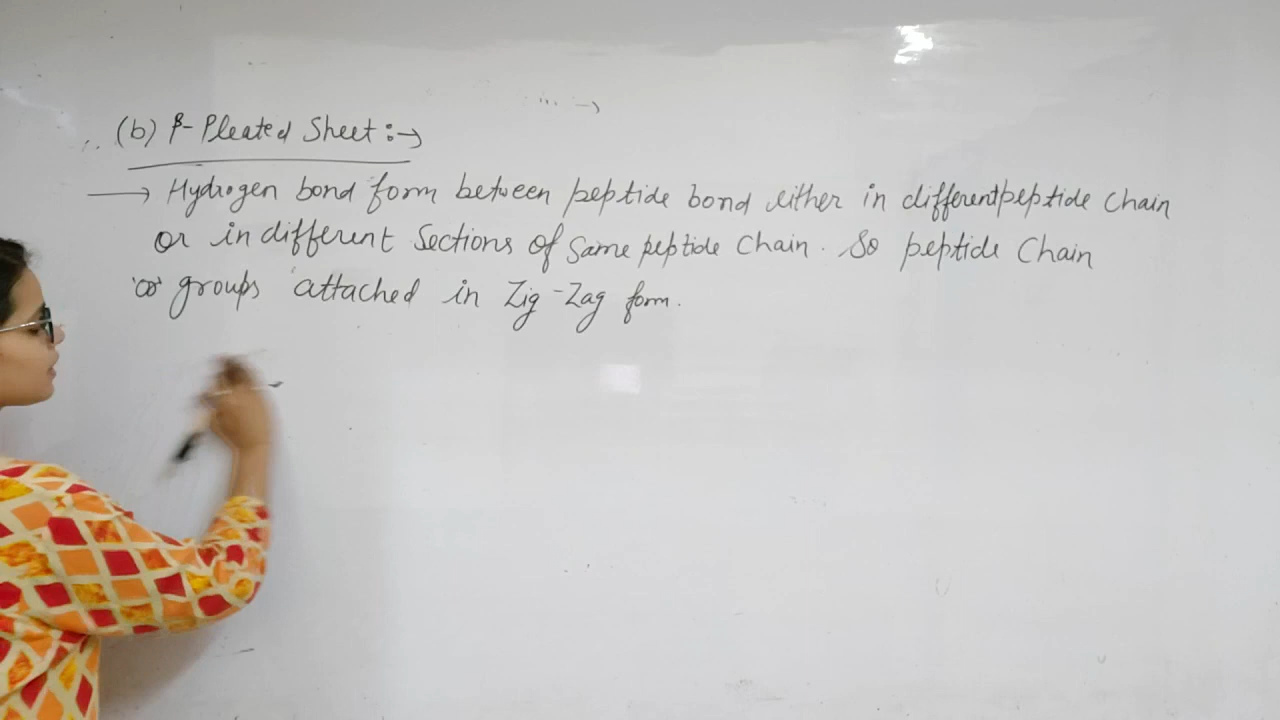 (b) β- Pleated Sheet :→
→ Hydrogen bond form between peptide bond either in different peptide chain
or in different Sections of Same peptide Chain. So peptide Chain
or groups attached in Zig-Zag form.